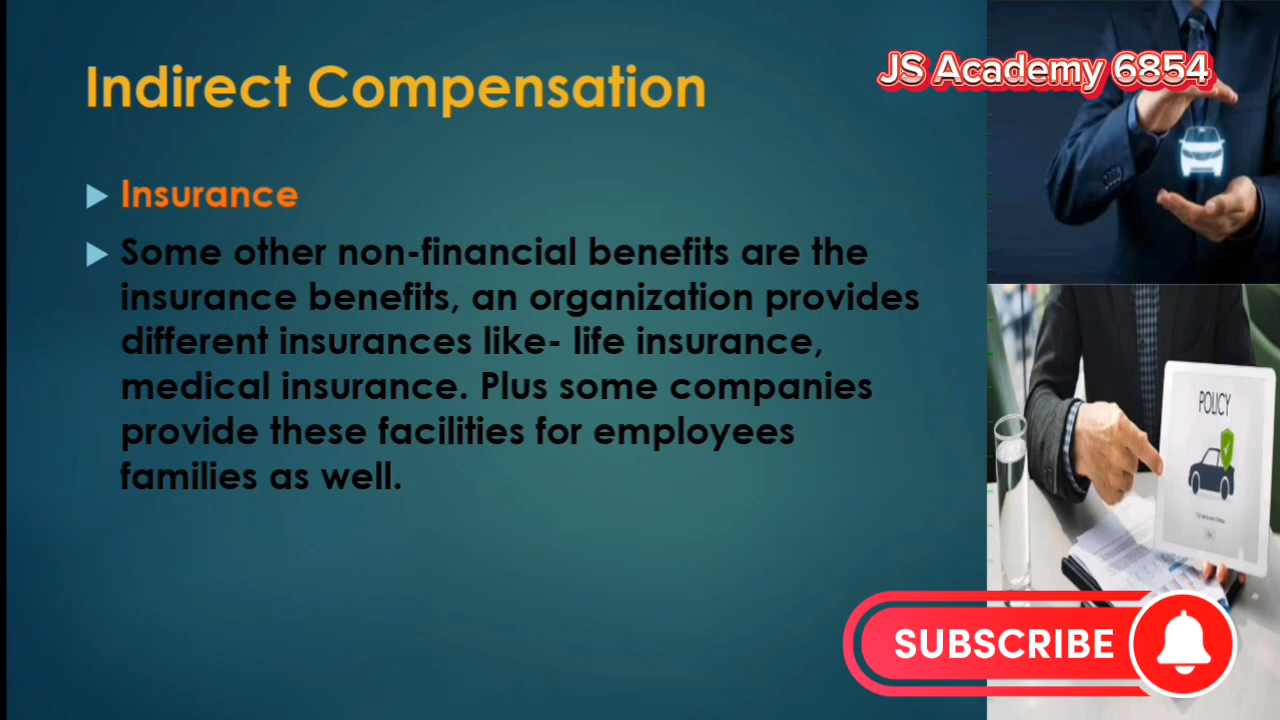 Indirect Compensation
JS Academy 6854
Insurance
Some other non-financial benefits are the
insurance benefits, an organization provides
different insurances like- life insurance,
medical insurance. Plus some companies
provide these facilities for employees
families as well.
POLICY
SUBSCRIBE